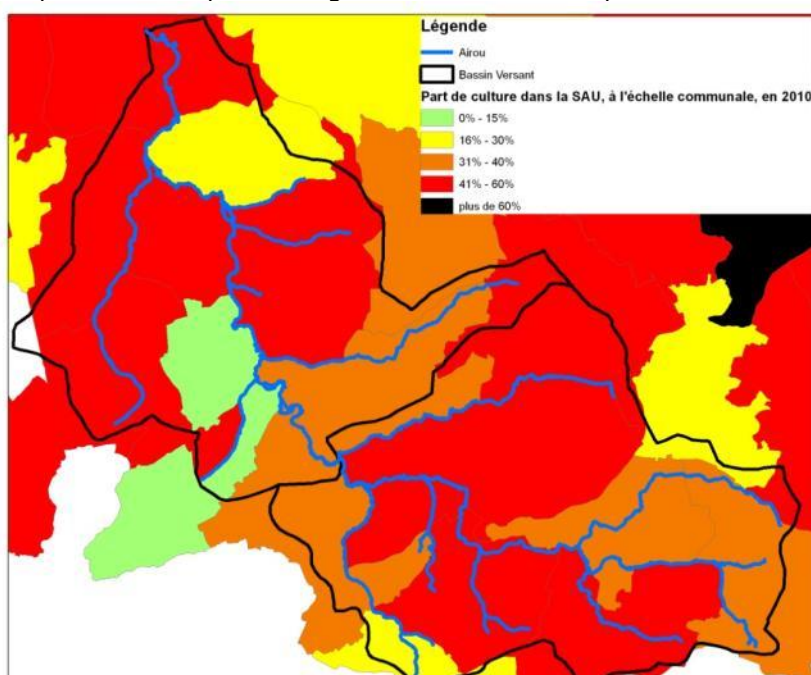 Légende
Airou
Bassin Versant
Part de culture dans la SAU, à l'échelle communale, en 2010
0% - 15%
16% - 30%
31% - 40%
41% - 60%
plus de 60%